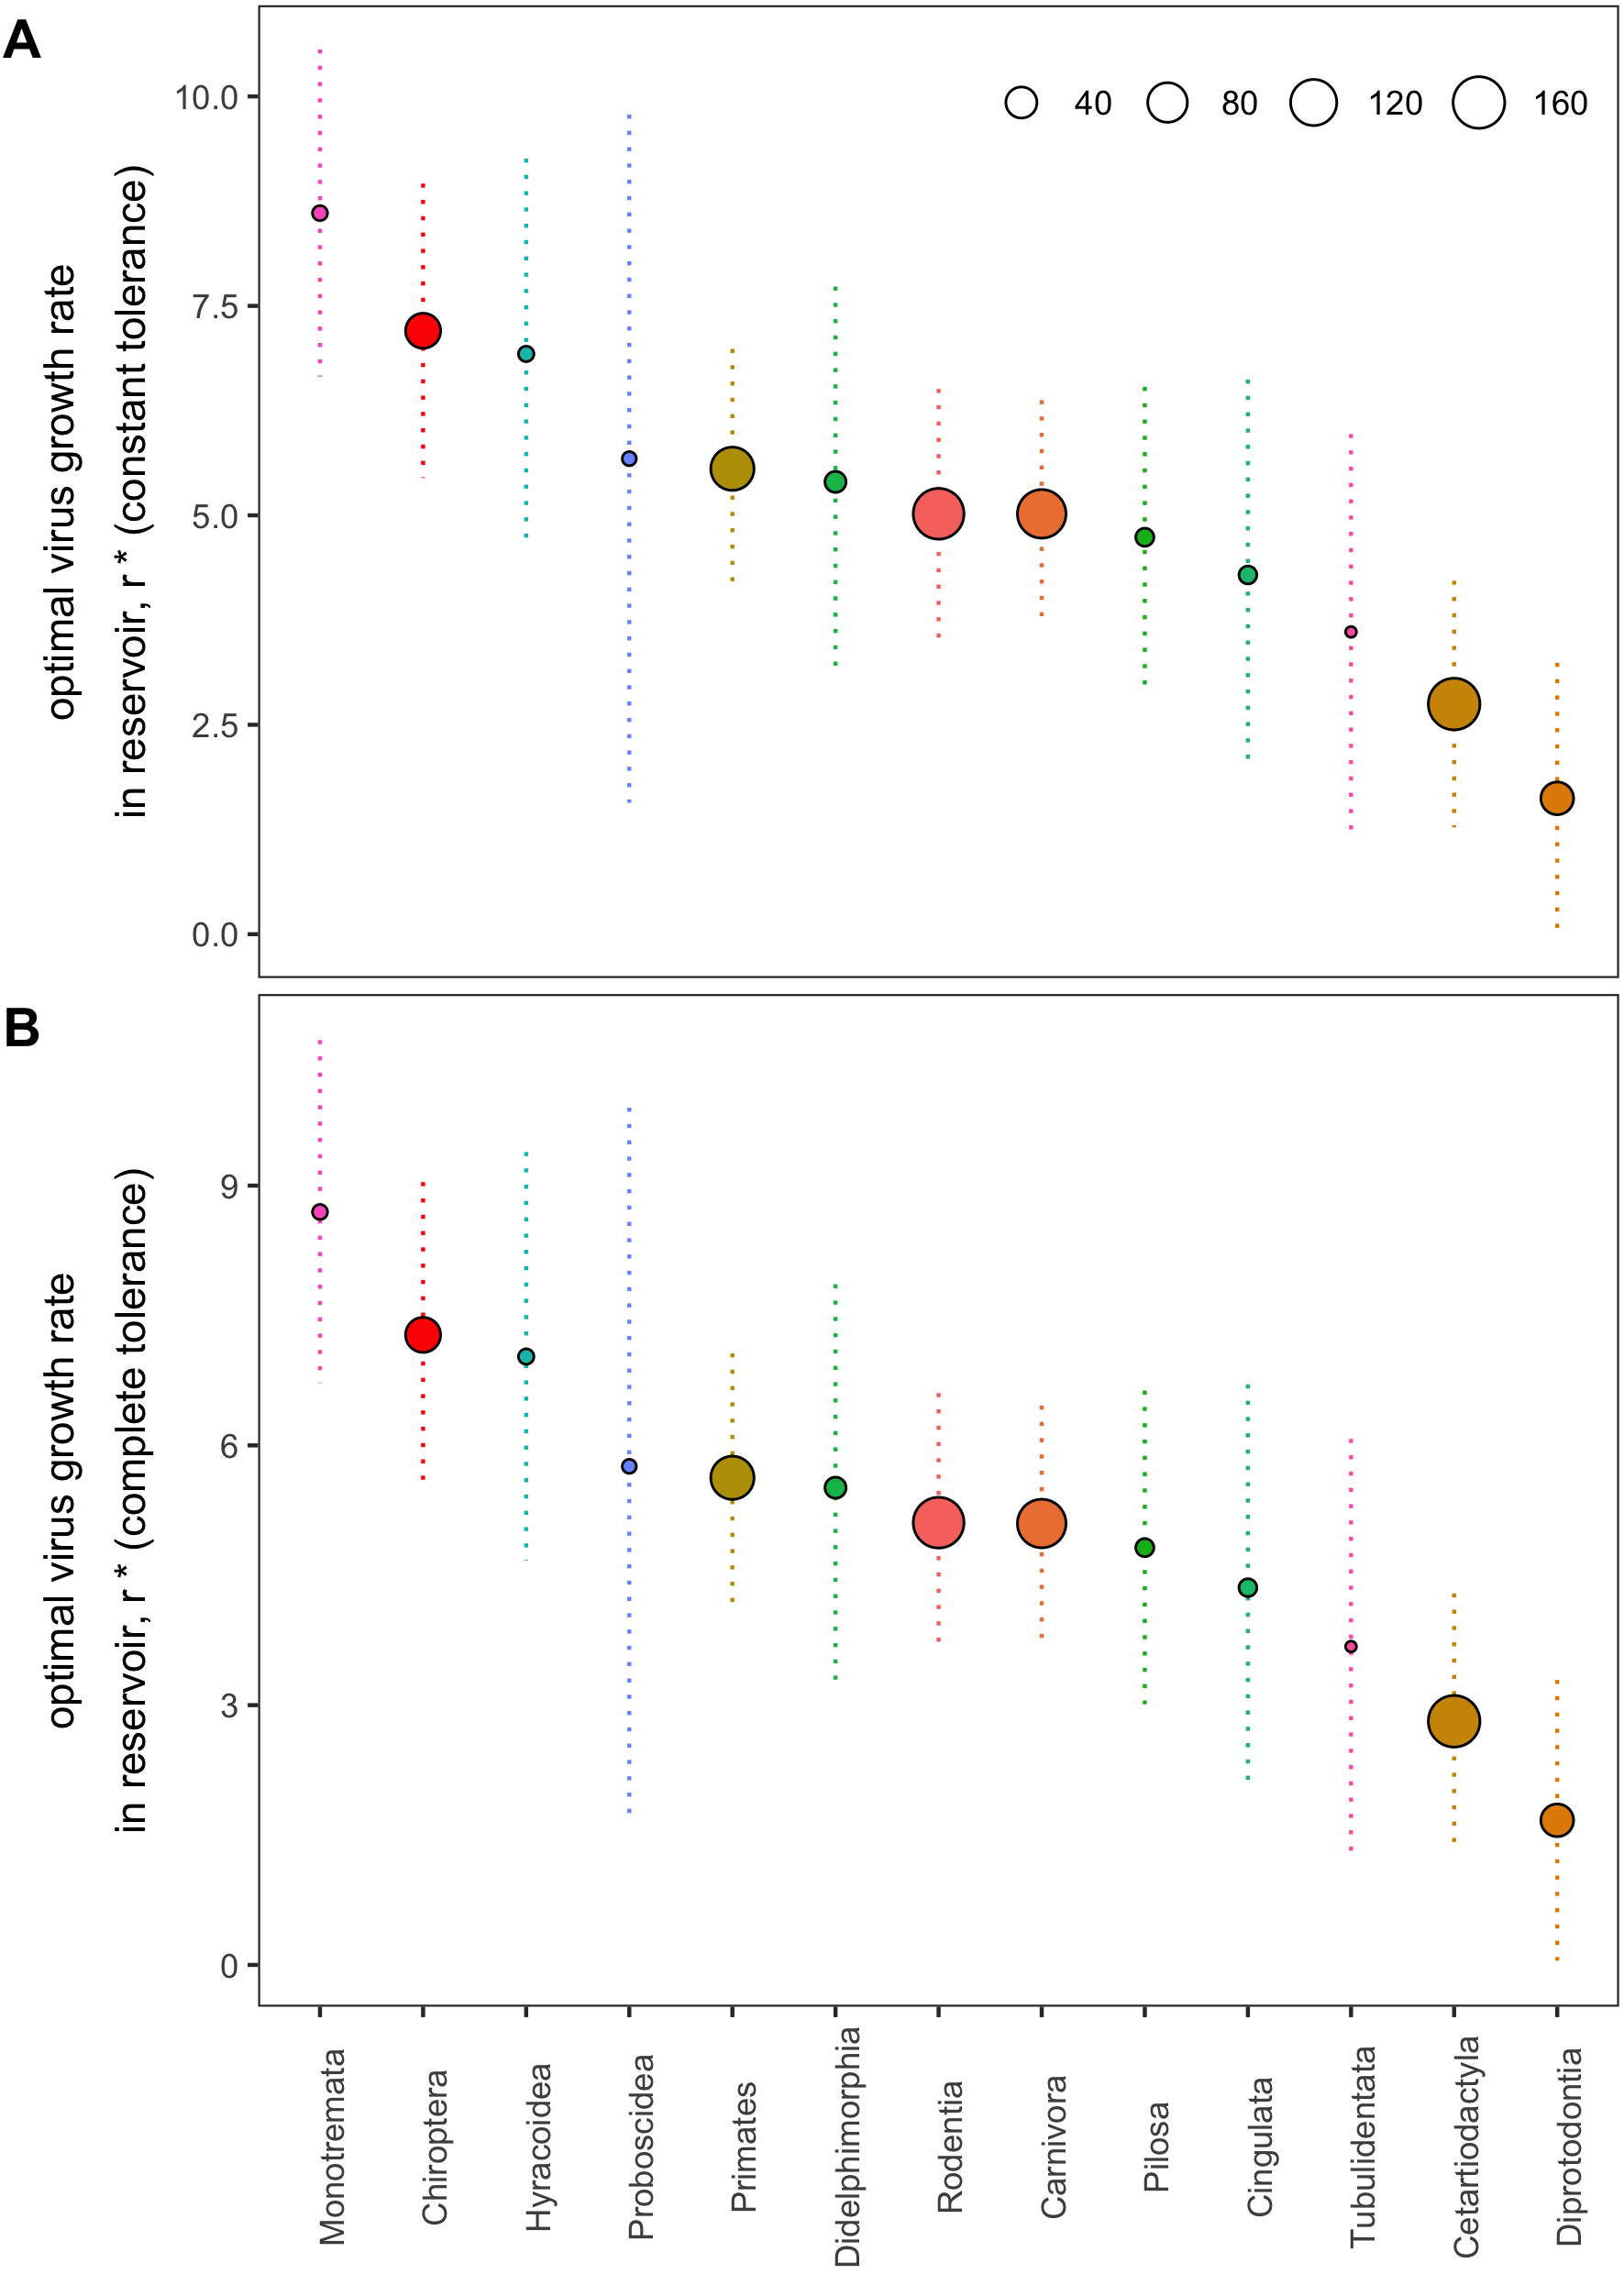 A
optimal virus growth rate
in reservoir, r* (constant tolerance)
10.0
7.5
5.0
2.5
0.0
40 80 120 160
B
optimal virus growth rate
in reservoir, r* (complete tolerance)
9
6
3
0
Monotremata
Chiroptera
Hyracoidea
Proboscidea
Primates
Didelphimorphia
Rodentia
Carnivora
Pilosa
Cingulata
Tubulidentata
Cetartiodactyla
Diprotodontia